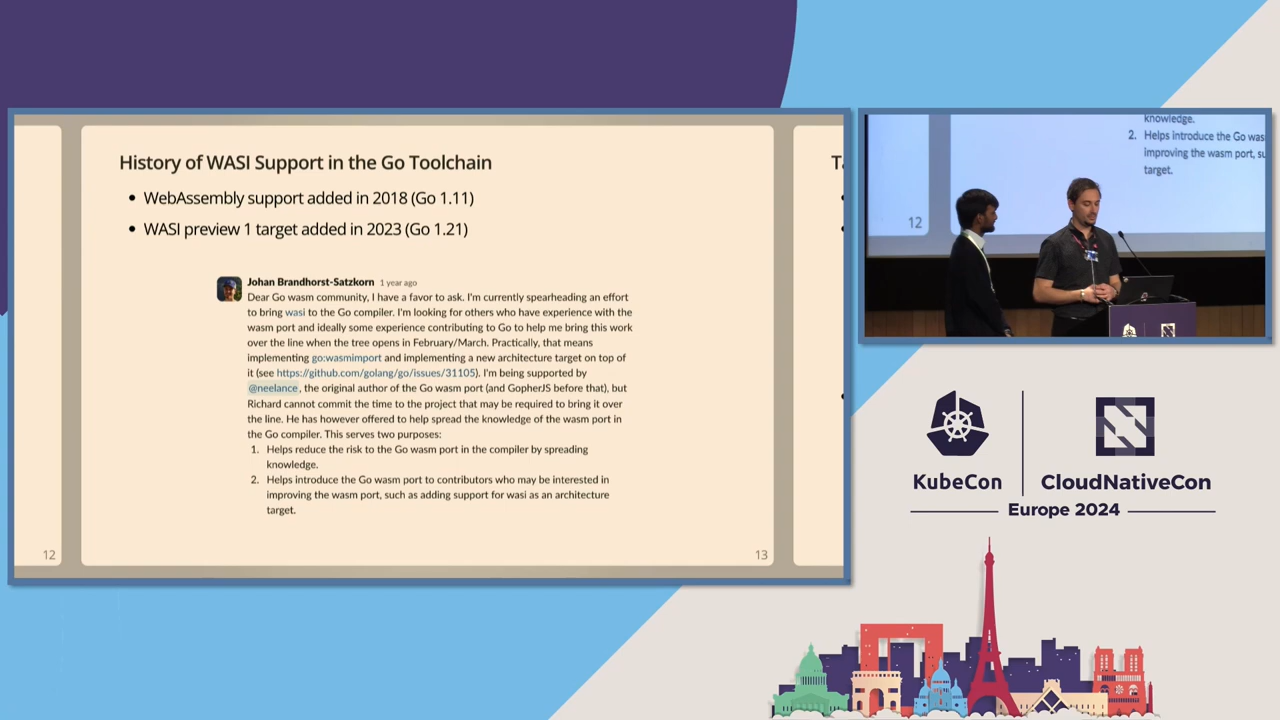 History of WASI Support in the Go Toolchain
• WebAssembly support added in 2018 (Go 1.11)
• WASI preview 1 target added in 2023 (Go 1.21)
Johan Brandhorst-Satzkorn 1 year ago
Dear Go wasm community, I have a favor to ask. I'm currently spearheading an effort
to bring wasi to the Go compiler. I'm looking for others who have experience with the
wasm port and ideally some experience contributing to Go to help me bring this work
over the line when the tree opens in February/March. Practically, that means
implementing go:wasmimport and implementing a new architecture target on top of
it (see https://github.com/golang/go/issues/31105). I'm being supported by
@neelance, the original author of the Go wasm port (and GopherJS before that), but
Richard cannot commit the time to the project that may be required to bring it over
the line. He has however offered to help spread the knowledge of the wasm port in
the Go compiler. This serves two purposes:
1. Helps reduce the risk to the Go wasm port in the compiler by spreading
knowledge.
2. Helps introduce the Go wasm port to contributors who may be interested in
improving the wasm port, such as adding support for wasi as an architecture
target.
12
13
knowledge.
2. Helps introduce the Go was
improving the wasm port, su
target.
12
KubeCon
CloudNativeCon
Europe 2024